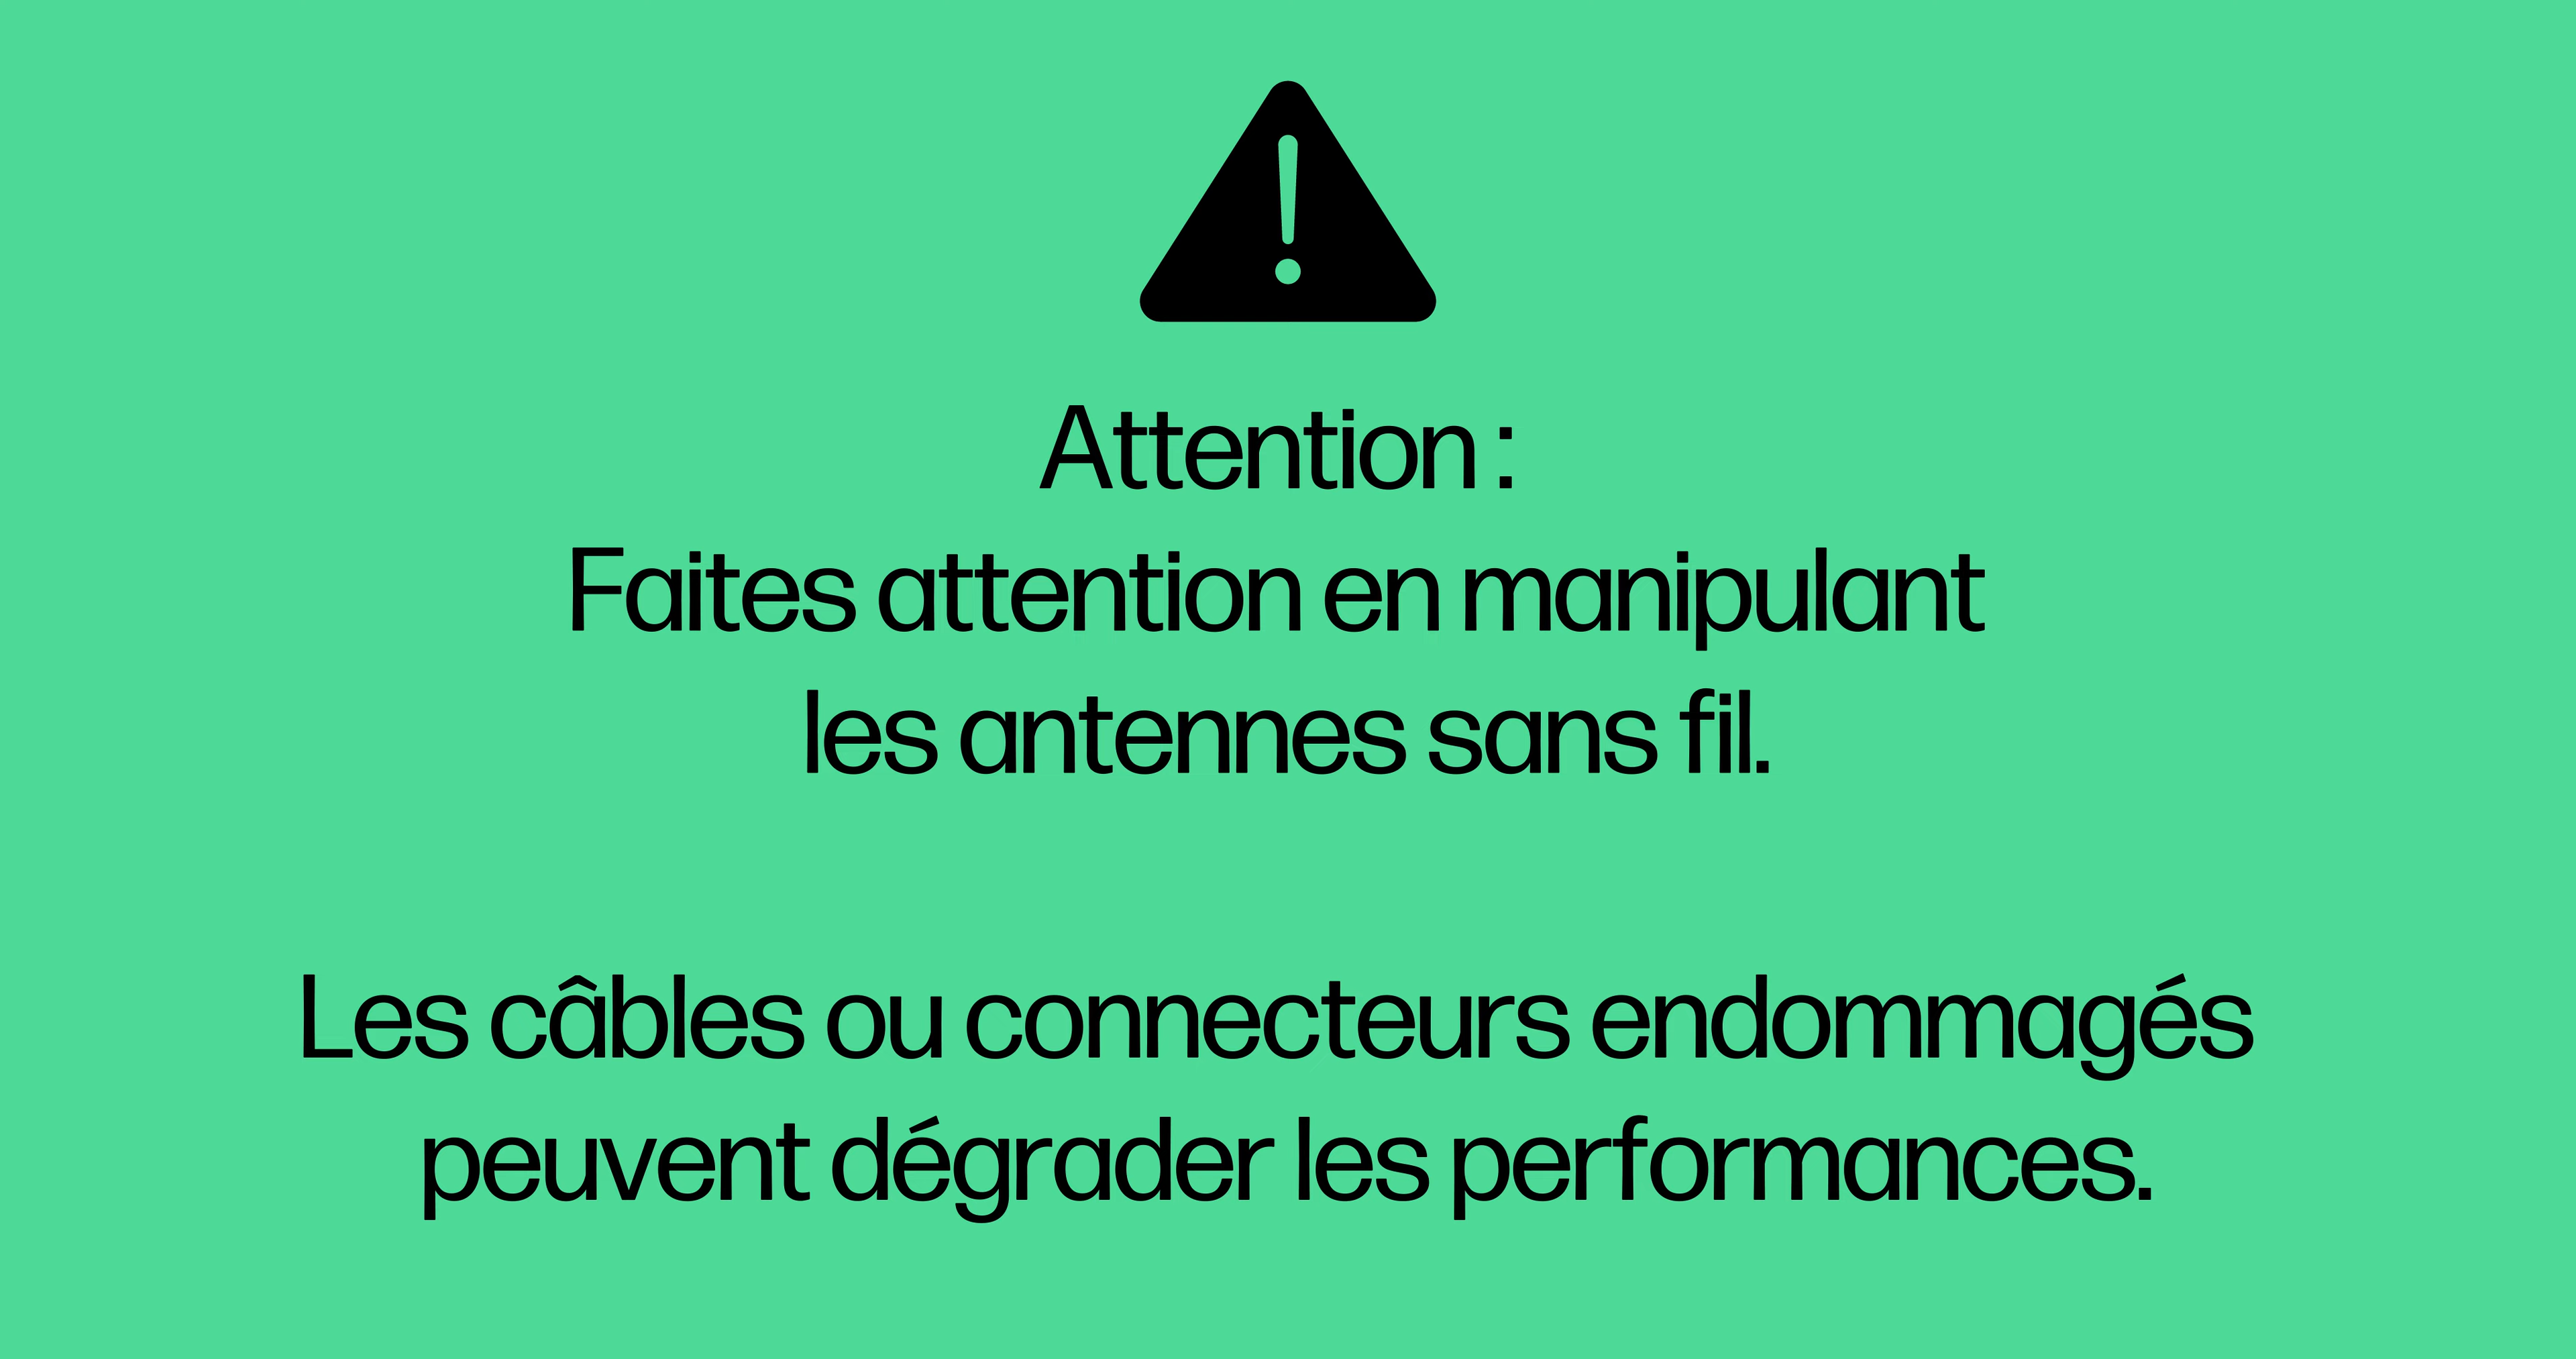 Attention :
Faites attention en manipulant
les antennes sans fil.
Les câbles ou connecteurs endommagés
peuvent dégrader les performances.